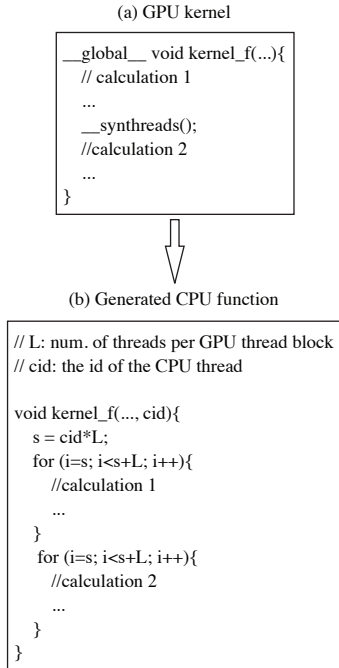 (a) GPU kernel
__global__ void kernel_f(...){
// calculation 1
...
__synthreads();
//calculation 2
...
}
(b) Generated CPU function
// L: num. of threads per GPU thread block
// cid: the id of the CPU thread
void kernel_f(..., cid){
s = cid*L;
for (i=s; i<s+L; i++){
//calculation 1
...
}
for (i=s; i<s+L; i++){
//calculation 2
...
}
}